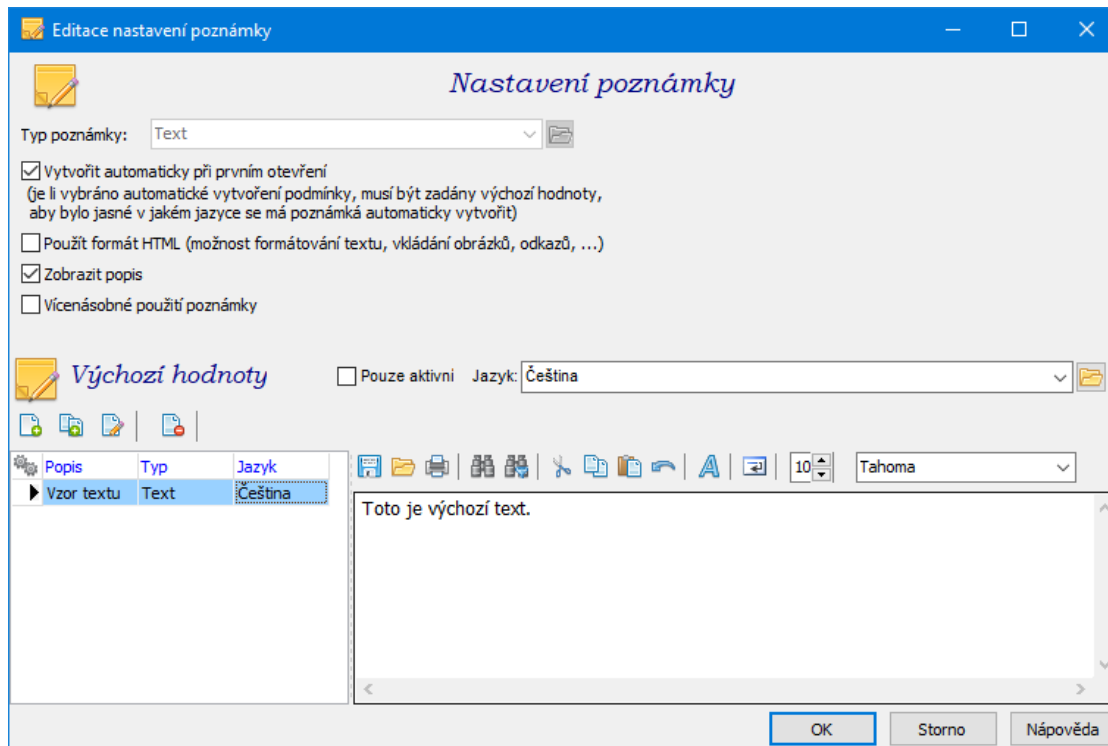 Editace nastavení poznámky
Nastavení poznámky
Typ poznámky: Text
Vytvořit automaticky při prvním otevření
(je li vybráno automatické vytvoření podmínky, musí být zadány výchozí hodnoty,
aby bylo jasné v jakém jazyce se má poznámká automaticky vytvořit)
Použít formát HTML (možnost formátování textu, vkládání obrázků, odkazů, ...)
Zobrazit popis
Vícenásobné použití poznámky
Výchozí hodnoty Pouze aktivni Jazyk: Čeština
Popis Typ Jazyk
Vzor textu Text Čeština
10 Tahoma
Toto je výchozí text.
OK Storno Nápověda